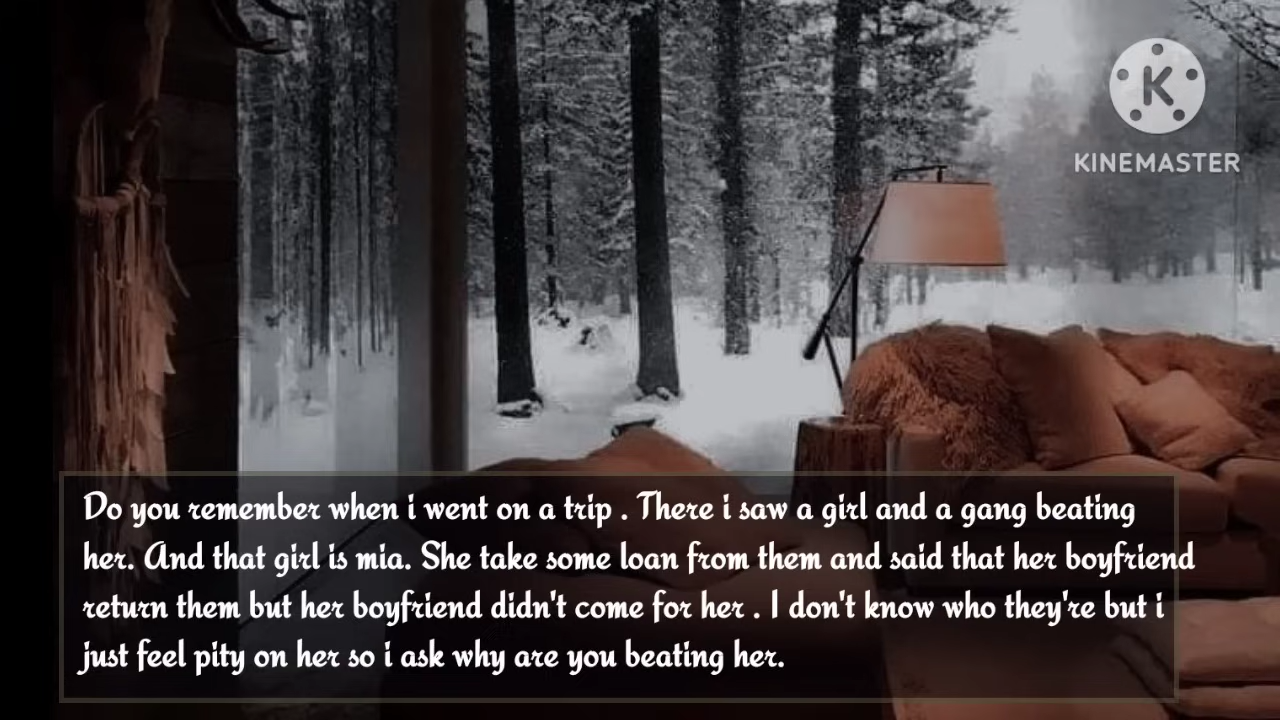 KINEMASTER
Do you remember when i went on a trip . There i saw a girl and a gang beating
her. And that girl is mia. She take some loan from them and said that her boyfriend
return them but her boyfriend didn't come for her . I don't know who they're but i
just feel pity on her so i ask why are you beating her.